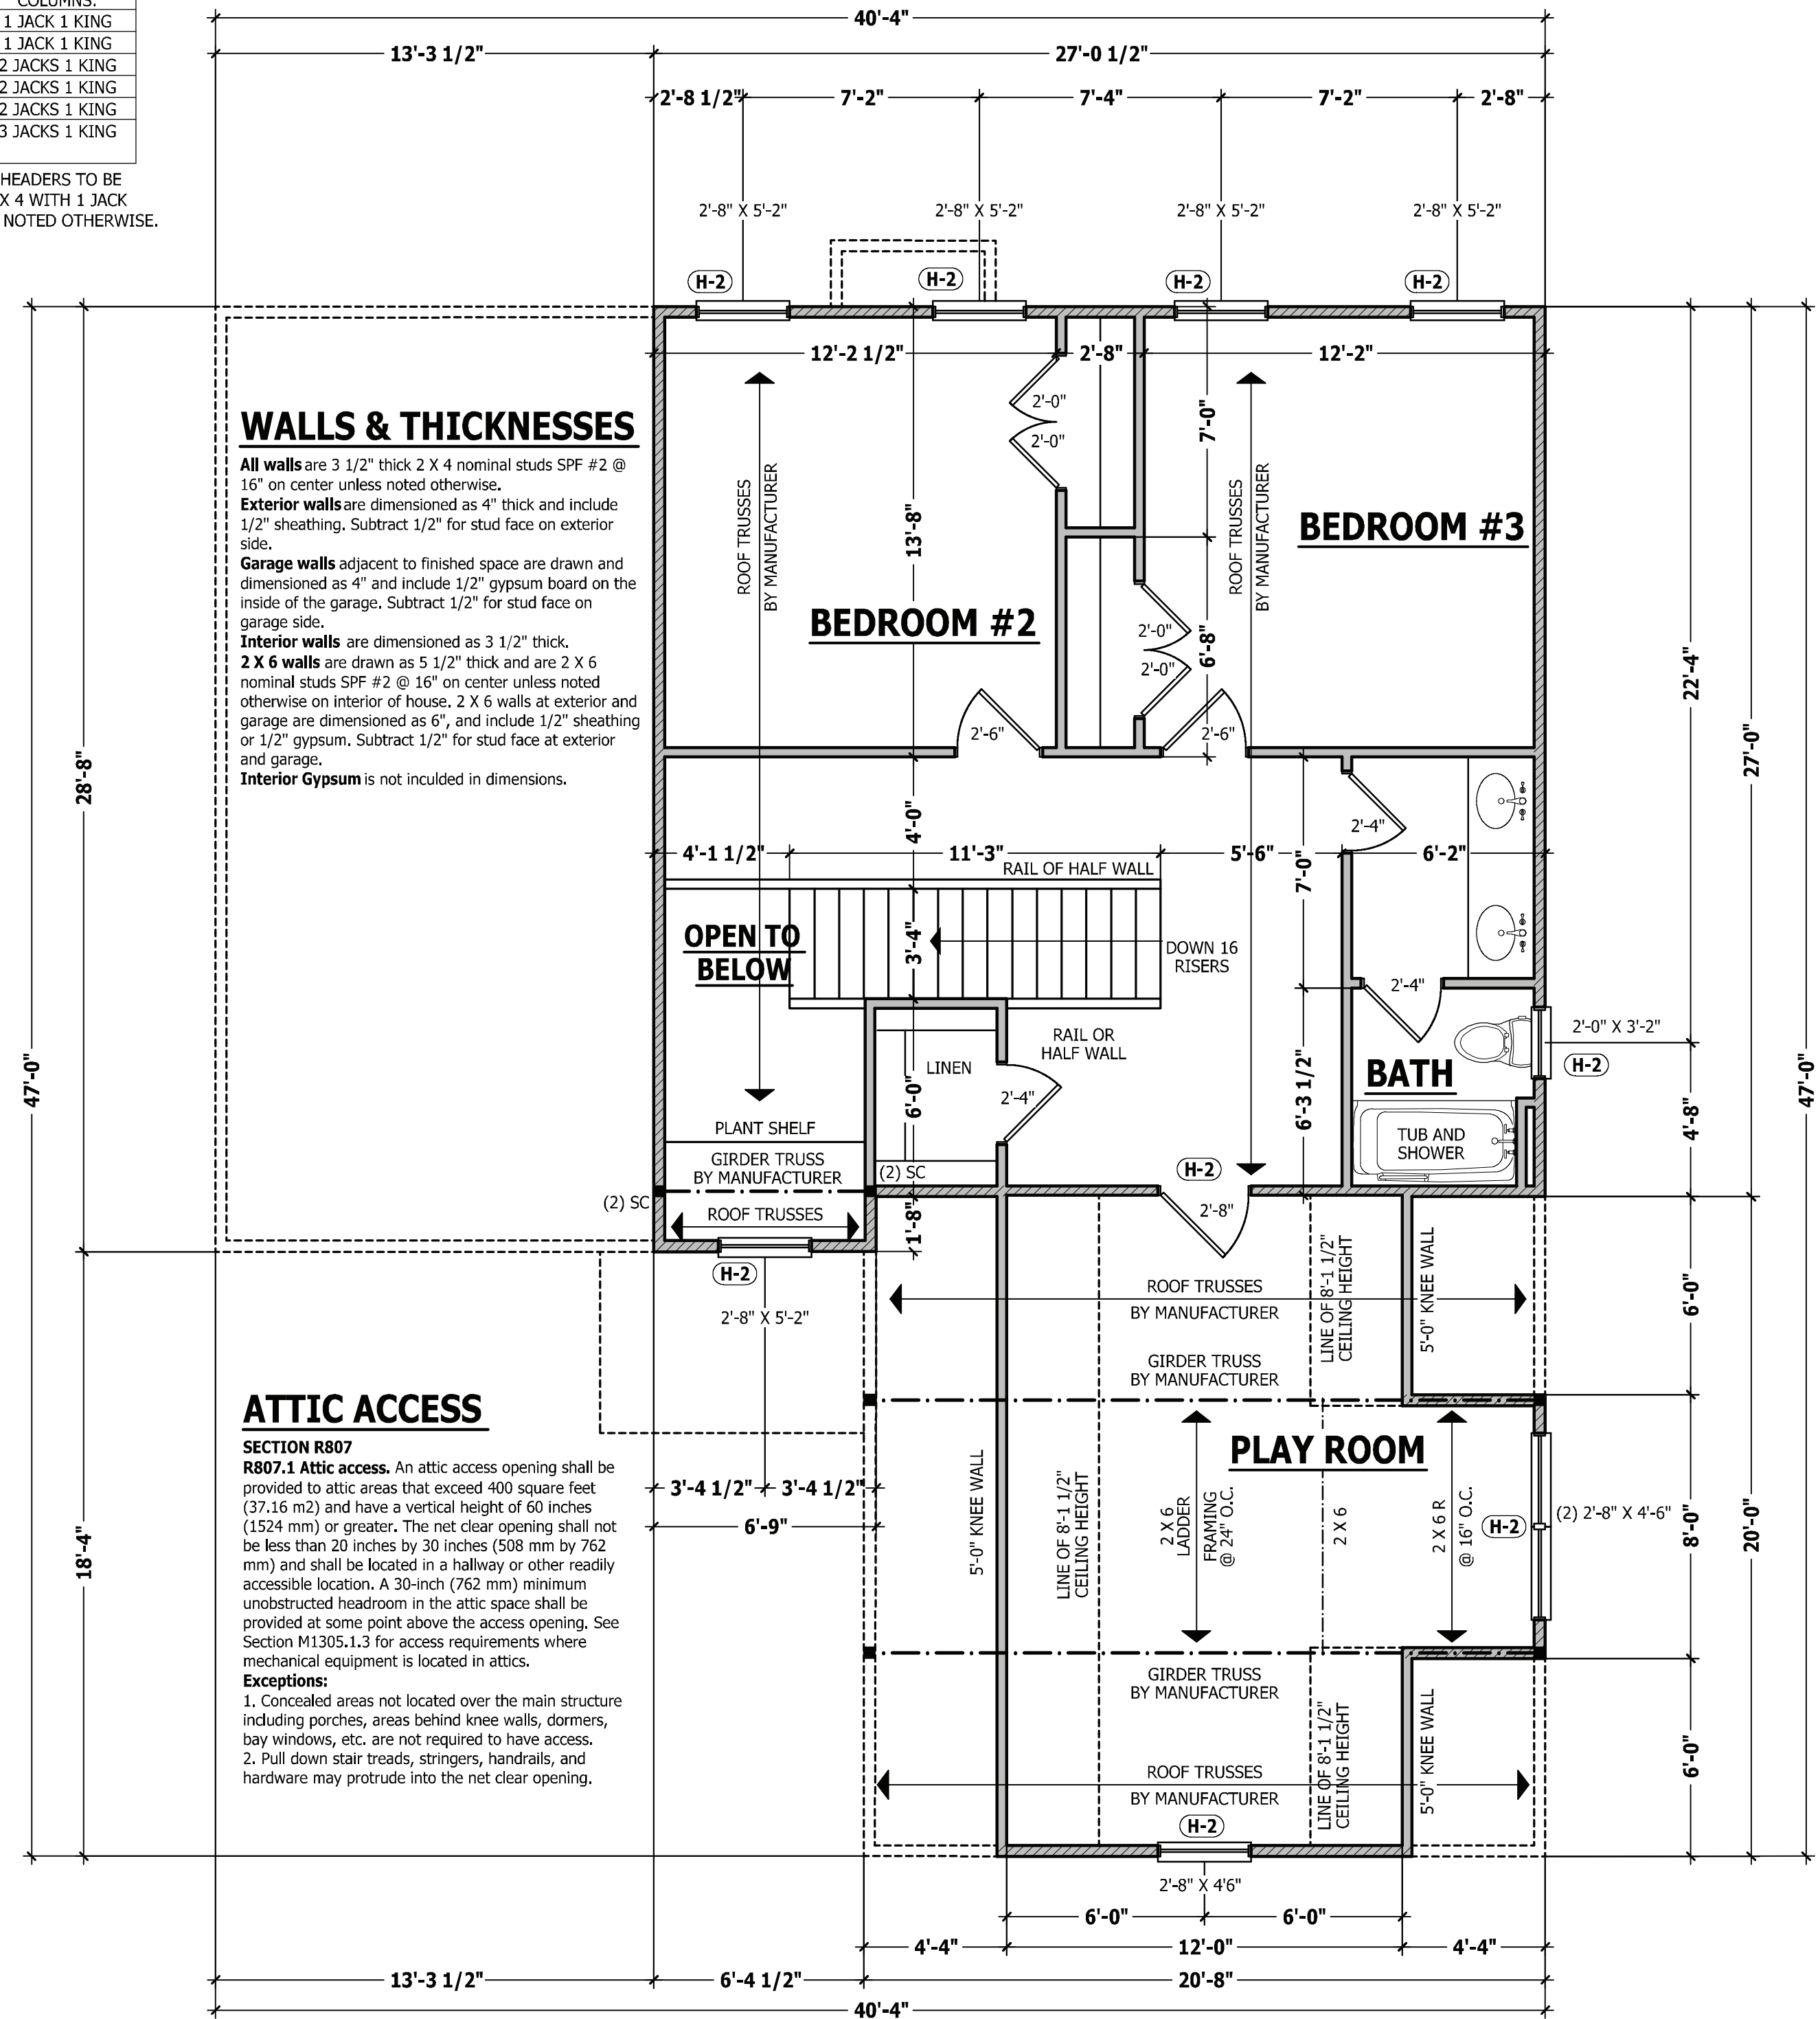 COLUMNS:
1 JACK 1 KING
1 JACK 1 KING
2 JACKS 1 KING
2 JACKS 1 KING
2 JACKS 1 KING
3 JACKS 1 KING
HEADERS TO BE
X 4 WITH 1 JACK
NOTED OTHERWISE.
40'-4"
13'-3 1/2"
27'-0 1/2"
2'-8 1/2"
7'-2"
7'-4"
7'-2"
2'-8"
2'-8" X 5'-2"
2'-8" X 5'-2"
2'-8" X 5'-2"
2'-8" X 5'-2"
H-2
H-2
H-2
H-2
12'-2 1/2"
2'-8"
12'-2"
WALLS & THICKNESSES
All walls are 3 1/2" thick 2 X 4 nominal studs SPF #2 @
16" on center unless noted otherwise.
Exterior walls are dimensioned as 4" thick and include
1/2" sheathing. Subtract 1/2" for stud face on exterior
side.
Garage walls adjacent to finished space are drawn and
dimensioned as 4" and include 1/2" gypsum board on the
inside of the garage. Subtract 1/2" for stud face on
garage side.
Interior walls are dimensioned as 3 1/2" thick.
2 X 6 walls are drawn as 5 1/2" thick and are 2 X 6
nominal studs SPF #2 @ 16" on center unless noted
otherwise on interior of house. 2 X 6 walls at exterior and
garage are dimensioned as 6", and include 1/2" sheathing
or 1/2" gypsum. Subtract 1/2" for stud face at exterior
and garage.
Interior Gypsum is not inculded in dimensions.
2'-0"
2'-0"
7'-0"
ROOF TRUSSES
BY MANUFACTURER
13'-8"
ROOF TRUSSES
BY MANUFACTURER
BEDROOM #3
BEDROOM #2
2'-0"
2'-0"
6'-8"
2'-6"
2'-6"
22'-4"
27'-0"
28'-8"
47'-0"
47'-0"
4'-0"
2'-4"
4'-1 1/2"
11'-3"
5'-6"
6'-2"
7'-0"
RAIL OF HALF WALL
OPEN TO
BELOW
3'-4"
DOWN 16
RISERS
2'-4"
2'-0" X 3'-2"
H-2
RAIL OR
HALF WALL
LINEN
BATH
2'-4"
6'-0"
6'-3 1/2"
4'-8"
PLANT SHELF
TUB AND
SHOWER
GIRDER TRUSS
BY MANUFACTURER
(2) SC
(2) SC
H-2
ROOF TRUSSES
1'-8"
2'-8"
H-2
2'-8" X 5'-2"
ROOF TRUSSES
BY MANUFACTURER
LINE OF 8'-1 1/2"
CEILING HEIGHT
5'-0" KNEE WALL
6'-0"
GIRDER TRUSS
BY MANUFACTURER
ATTIC ACCESS
SECTION R807
R807.1 Attic access. An attic access opening shall be
provided to attic areas that exceed 400 square feet
(37.16 m2) and have a vertical height of 60 inches
(1524 mm) or greater. The net clear opening shall not
be less than 20 inches by 30 inches (508 mm by 762
mm) and shall be located in a hallway or other readily
accessible location. A 30-inch (762 mm) minimum
unobstructed headroom in the attic space shall be
provided at some point above the access opening. See
Section M1305.1.3 for access requirements where
mechanical equipment is located in attics.
Exceptions:
1. Concealed areas not located over the main structure
including porches, areas behind knee walls, dormers,
bay windows, etc. are not required to have access.
2. Pull down stair treads, stringers, handrails, and
hardware may protrude into the net clear opening.
PLAY ROOM
3'-4 1/2"
3'-4 1/2"
6'-9"
5'-0" KNEE WALL
LINE OF 8'-1 1/2"
CEILING HEIGHT
2 X 6
LADDER
FRAMING
@ 24" O.C.
2 X 6
2 X 6 R
@ 16" O.C.
H-2
(2) 2'-8" X 4'-6"
8'-0"
20'-0"
18'-4"
GIRDER TRUSS
BY MANUFACTURER
LINE OF 8'-1 1/2"
CEILING HEIGHT
5'-0" KNEE WALL
6'-0"
ROOF TRUSSES
BY MANUFACTURER
H-2
2'-8" X 4'6"
6'-0"
6'-0"
4'-4"
12'-0"
4'-4"
13'-3 1/2"
6'-4 1/2"
20'-8"
40'-4"